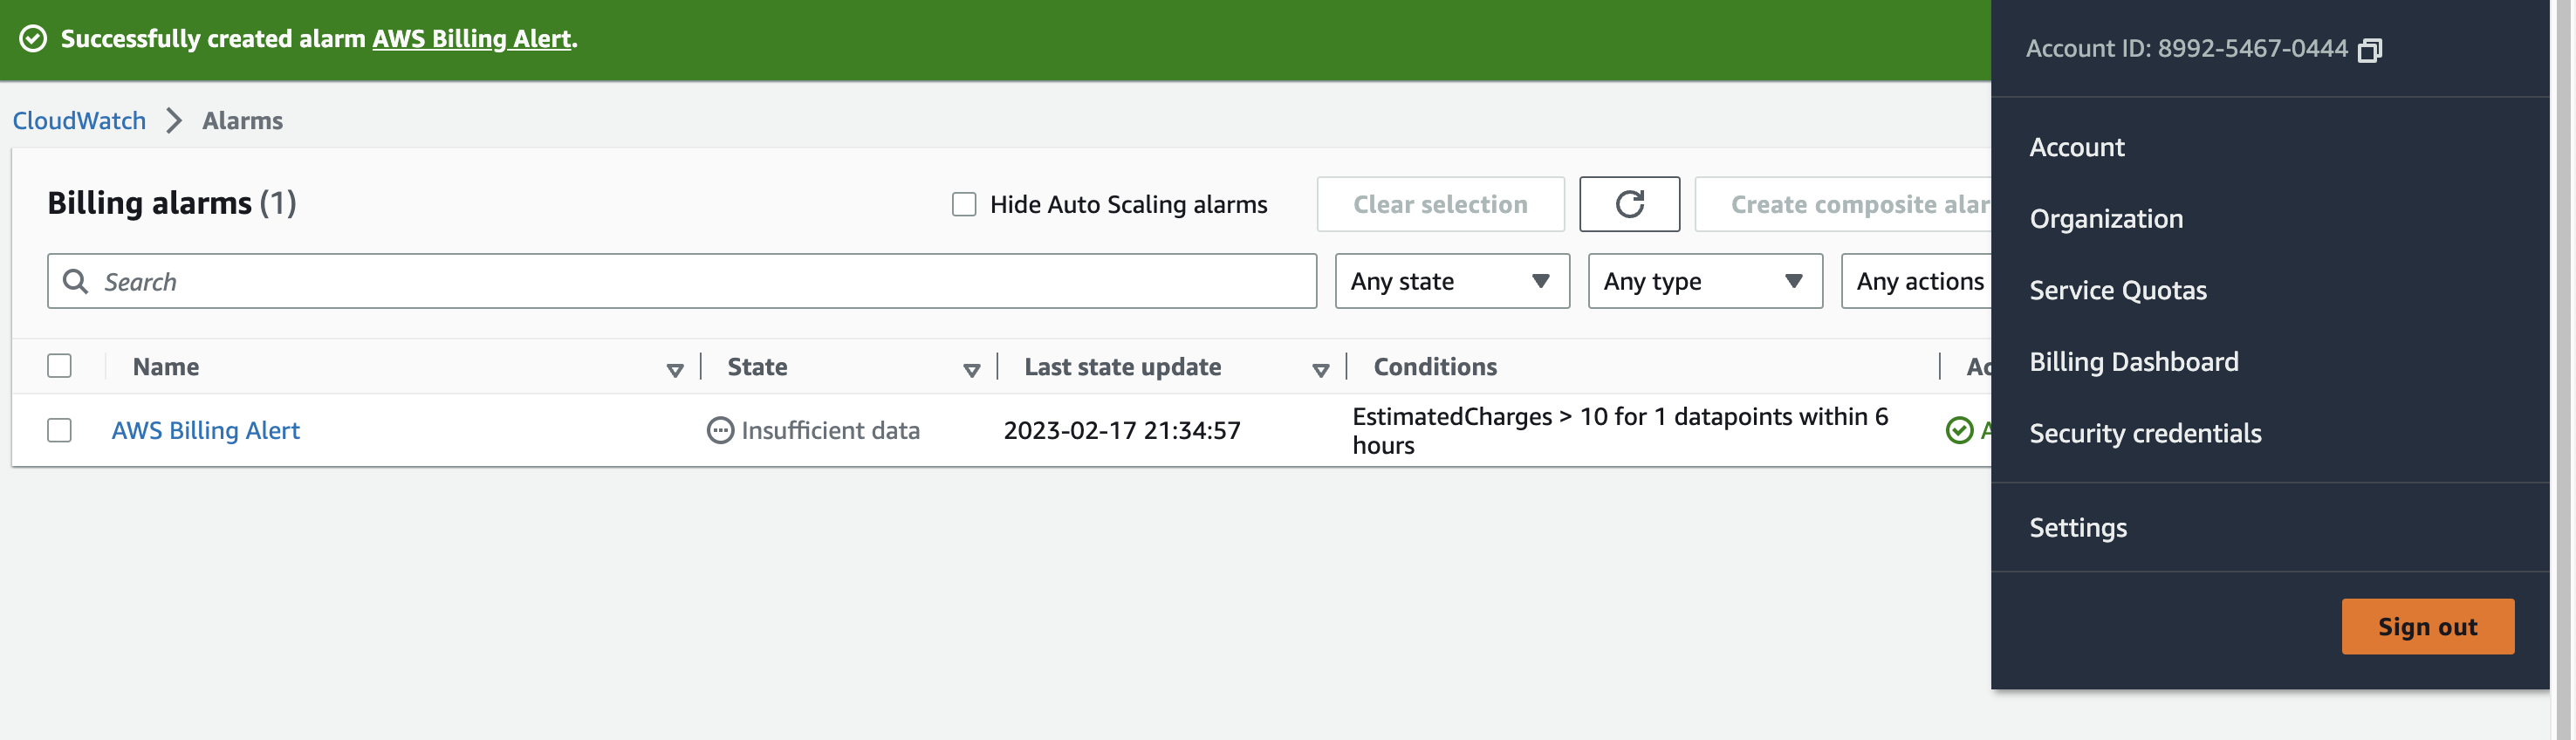 Successfully created alarm AWS Billing Alert.
Account ID: 8992-5467-0444
CloudWatch
Alarms
Billing alarms (1)
Hide Auto Scaling alarms
Clear selection
Create composite alar
Search
Any state
Any type
Any actions
Name
State
Last state update
Conditions
Ac
AWS Billing Alert
Insufficient data
2023-02-17 21:34:57
EstimatedCharges > 10 for 1 datapoints within 6
hours
A
Account
Organization
Service Quotas
Billing Dashboard
Security credentials
Settings
Sign out